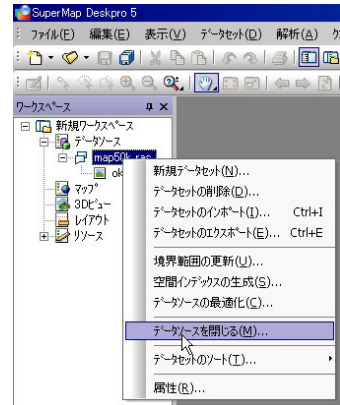 SuperMap Deskpro 5
ﾌｧｲﾙ(F) 編集(E) 表示(V) ﾃﾞｰﾀｾｯﾄ(D) 解析(A)
ﾜｰｸｽﾍﾟｰｽ
新規ﾜｰｸｽﾍﾟｰｽ
ﾃﾞｰﾀｿｰｽ
map50k_ras
ok
ﾏｯﾌﾟ
3Dﾋﾞｭｰ
ﾚｲｱｳﾄ
ﾘｿｰｽ
新規ﾃﾞｰﾀｾｯﾄ(N)...
ﾃﾞｰﾀｾｯﾄの削除(D)...
ﾃﾞｰﾀｾｯﾄのｲﾝﾎﾟｰﾄ(I)... Ctrl+I
ﾃﾞｰﾀｾｯﾄのｴｸｽﾎﾟｰﾄ(E)... Ctrl+E
境界範囲の更新(U)...
空間ｲﾝﾃﾞｯｸｽの生成(S)...
ﾃﾞｰﾀｿｰｽの最適化(C)...
ﾃﾞｰﾀｿｰｽを閉じる(M)...
ﾃﾞｰﾀｾｯﾄのｿｰﾄ(T)...
属性(R)...